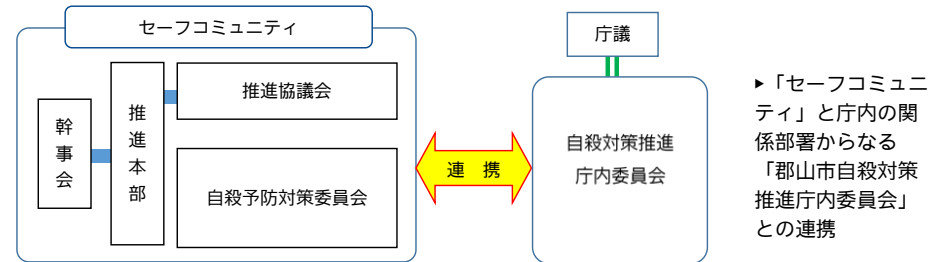 セーフコミュニティ
幹事会
推進本部
推進協議会
自殺予防対策委員会
連 携
庁議
自殺対策推進
庁内委員会
▶「セーフコミュニ
ティ」と庁内の関
係部署からなる
「郡山市自殺対策
推進庁内委員会」
との連携